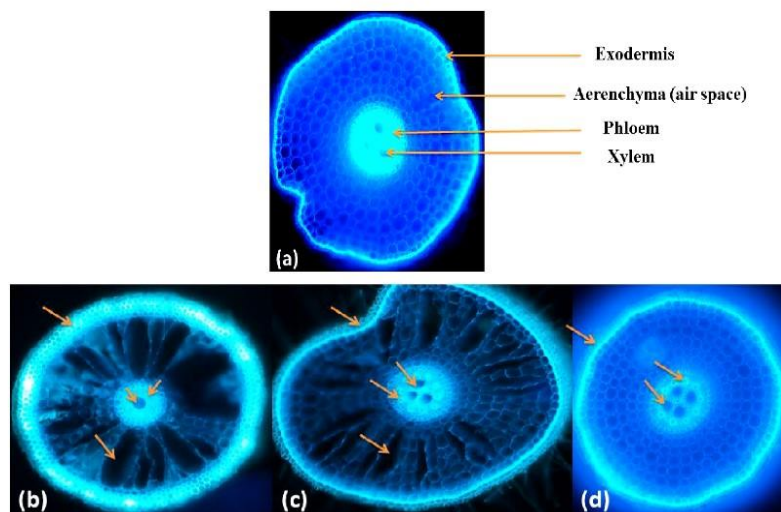 Exodermis
Aerenchyma (air space)
Phloem
Xylem
(a)
(b)
(c)
(d)